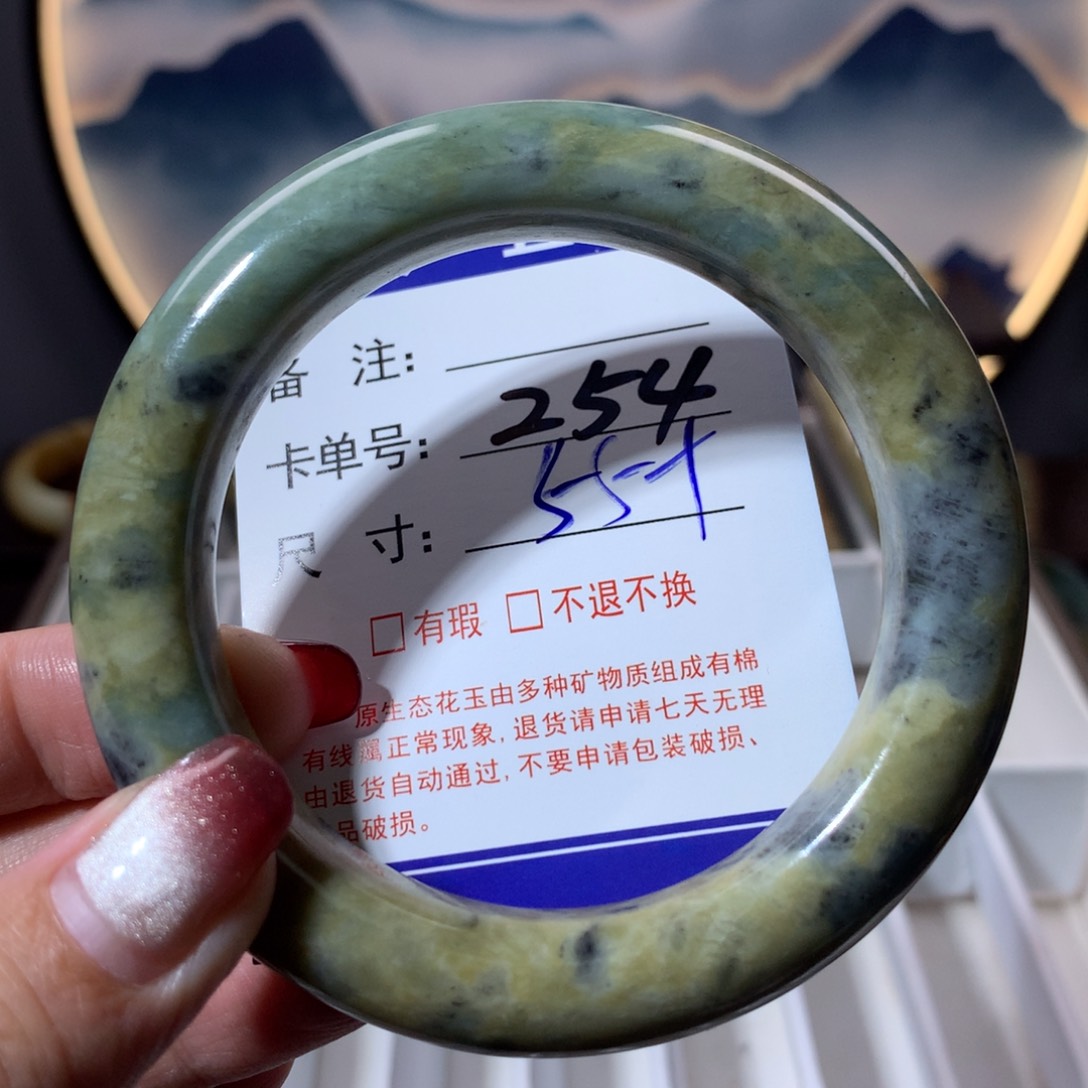 备 注:
卡单号: 254
尺 寸:
□有瑕 □不退不换
原生态花玉由多种矿物质组成有棉
有线属正常现象,退货请申请七天无理
由退货自动通过,不要申请包装破损、
品破损。